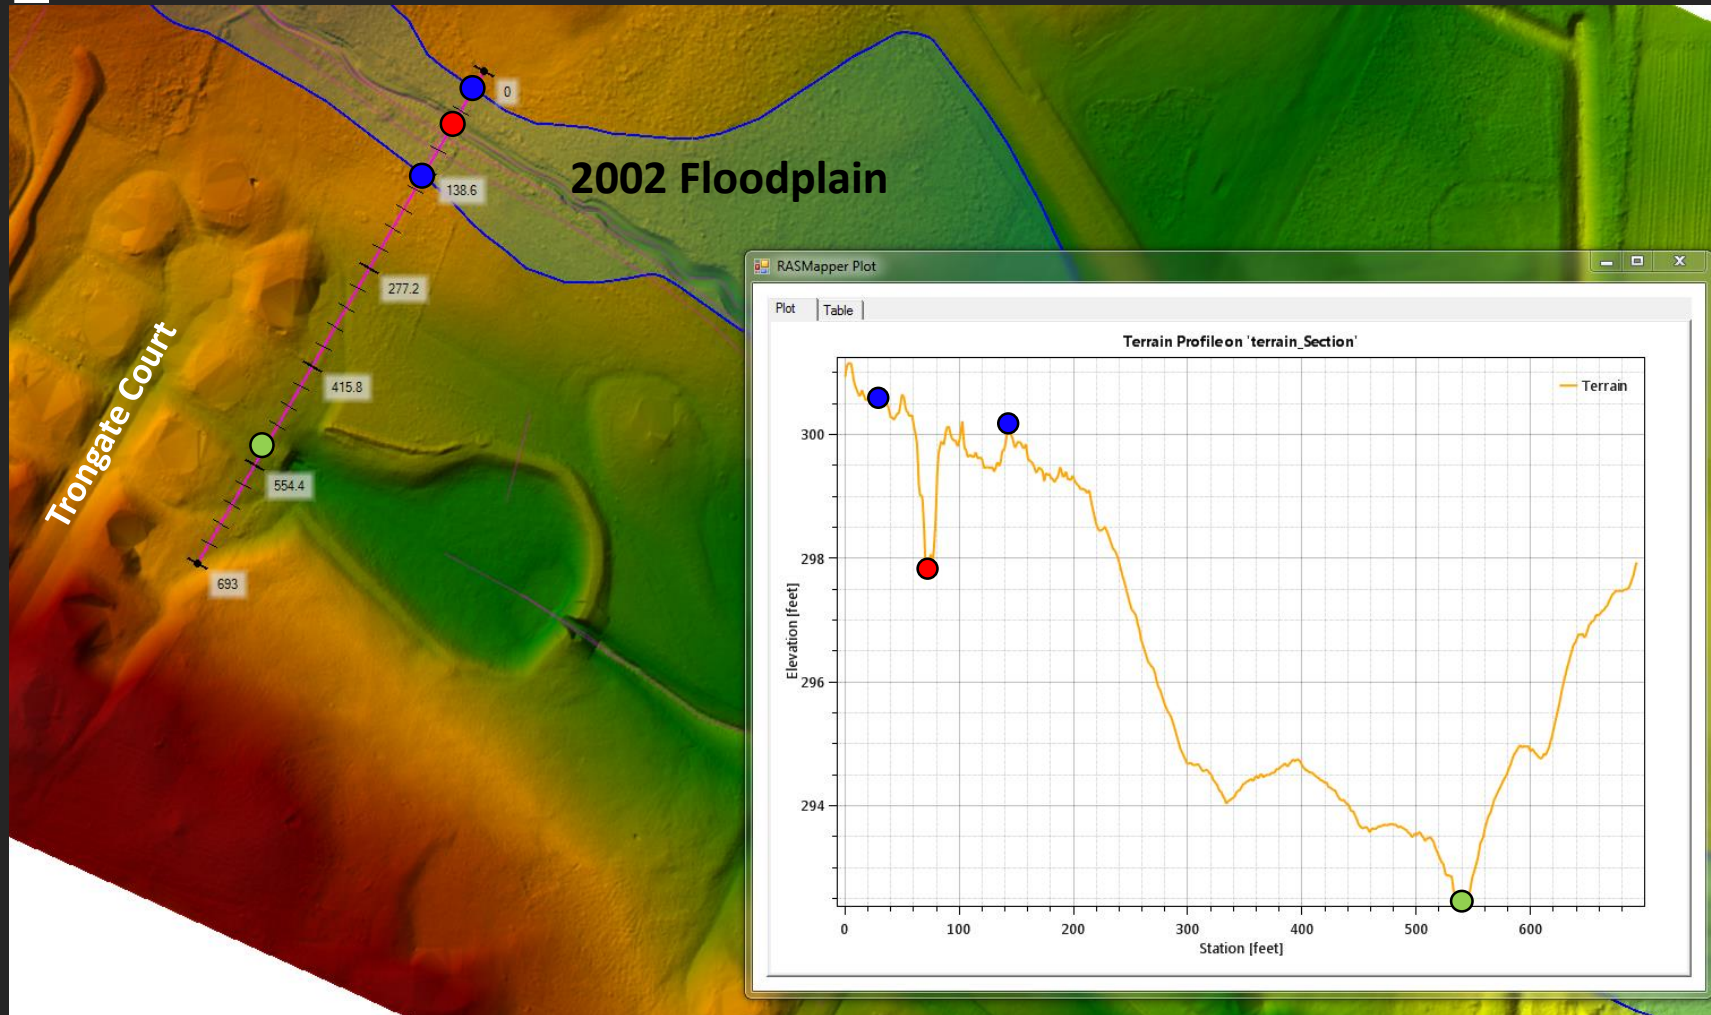 0
2002 Floodplain
138.6
277.2
415.8
554.4
693
Trongate Court
RASMapper Plot
Plot
Table
Terrain Profile on 'terrain_Section'
Terrain
Elevation [feet]
300
298
296
294
0 100 200 300 400 500 600
Station [feet]